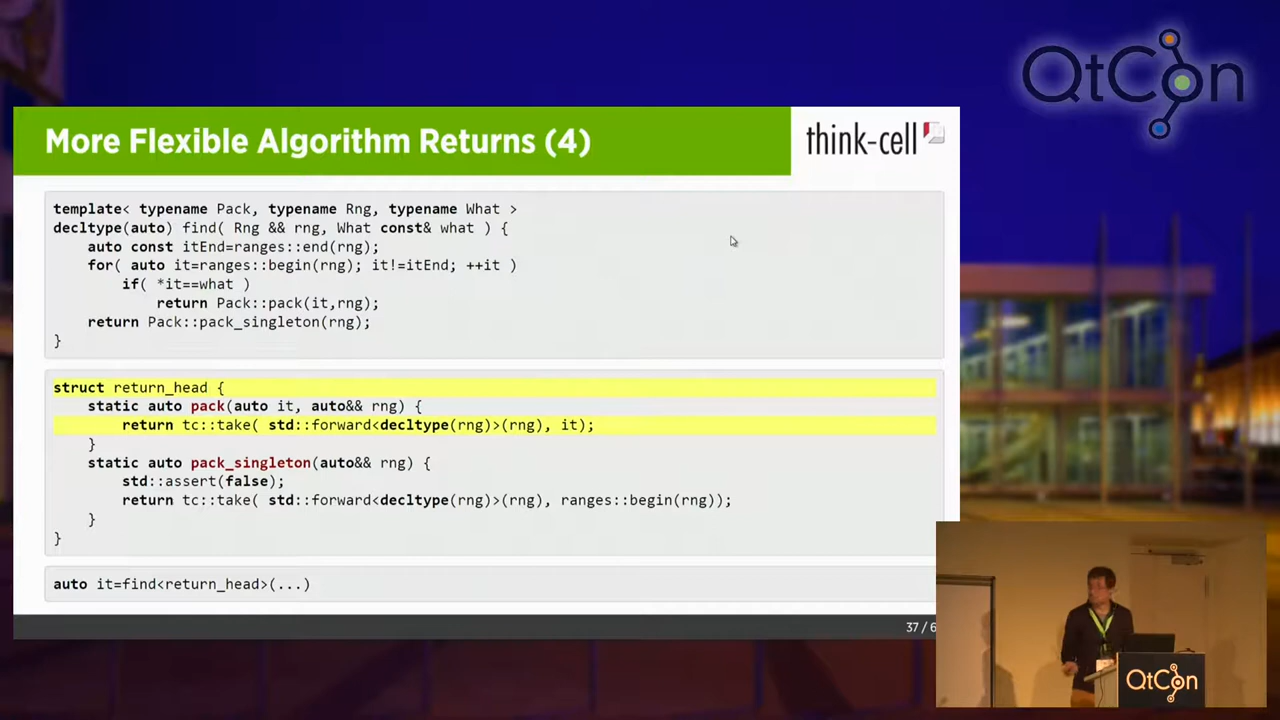 QtCon
More Flexible Algorithm Returns (4)
think-cell
template< typename Pack, typename Rng, typename What >
decltype(auto) find( Rng && rng, What const& what ) {
    auto const itEnd=ranges::end(rng);
    for( auto it=ranges::begin(rng); it!=itEnd; ++it )
        if( *it==what )
            return Pack::pack(it,rng);
    return Pack::pack_singleton(rng);
}
struct return_head {
    static auto pack(auto it, auto&& rng) {
        return tc::take( std::forward<decltype(rng)>(rng), it);
    }
    static auto pack_singleton(auto&& rng) {
        std::assert(false);
        return tc::take( std::forward<decltype(rng)>(rng), ranges::begin(rng));
    }
}
auto it=find<return_head>(...)
37 / 6
QtCon